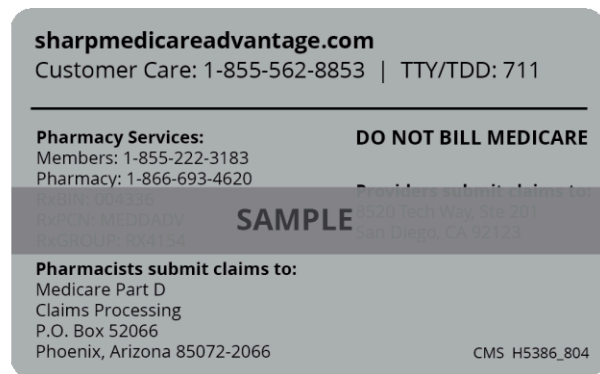 sharpmedicareadvantage.com
Customer Care: 1-855-562-8853 | TTY/TDD: 711
Pharmacy Services:
Members: 1-855-222-3183
Pharmacy: 1-866-693-4620
RxBIN: 004336
RxPCN: MEDDADV
RxGROUP: RX4154
DO NOT BILL MEDICARE
Providers submit claims to:
8520 Tech Way, Ste 201
San Diego, CA 92123
SAMPLE
Pharmacists submit claims to:
Medicare Part D
Claims Processing
P.O. Box 52066
Phoenix, Arizona 85072-2066
CMS H5386_804